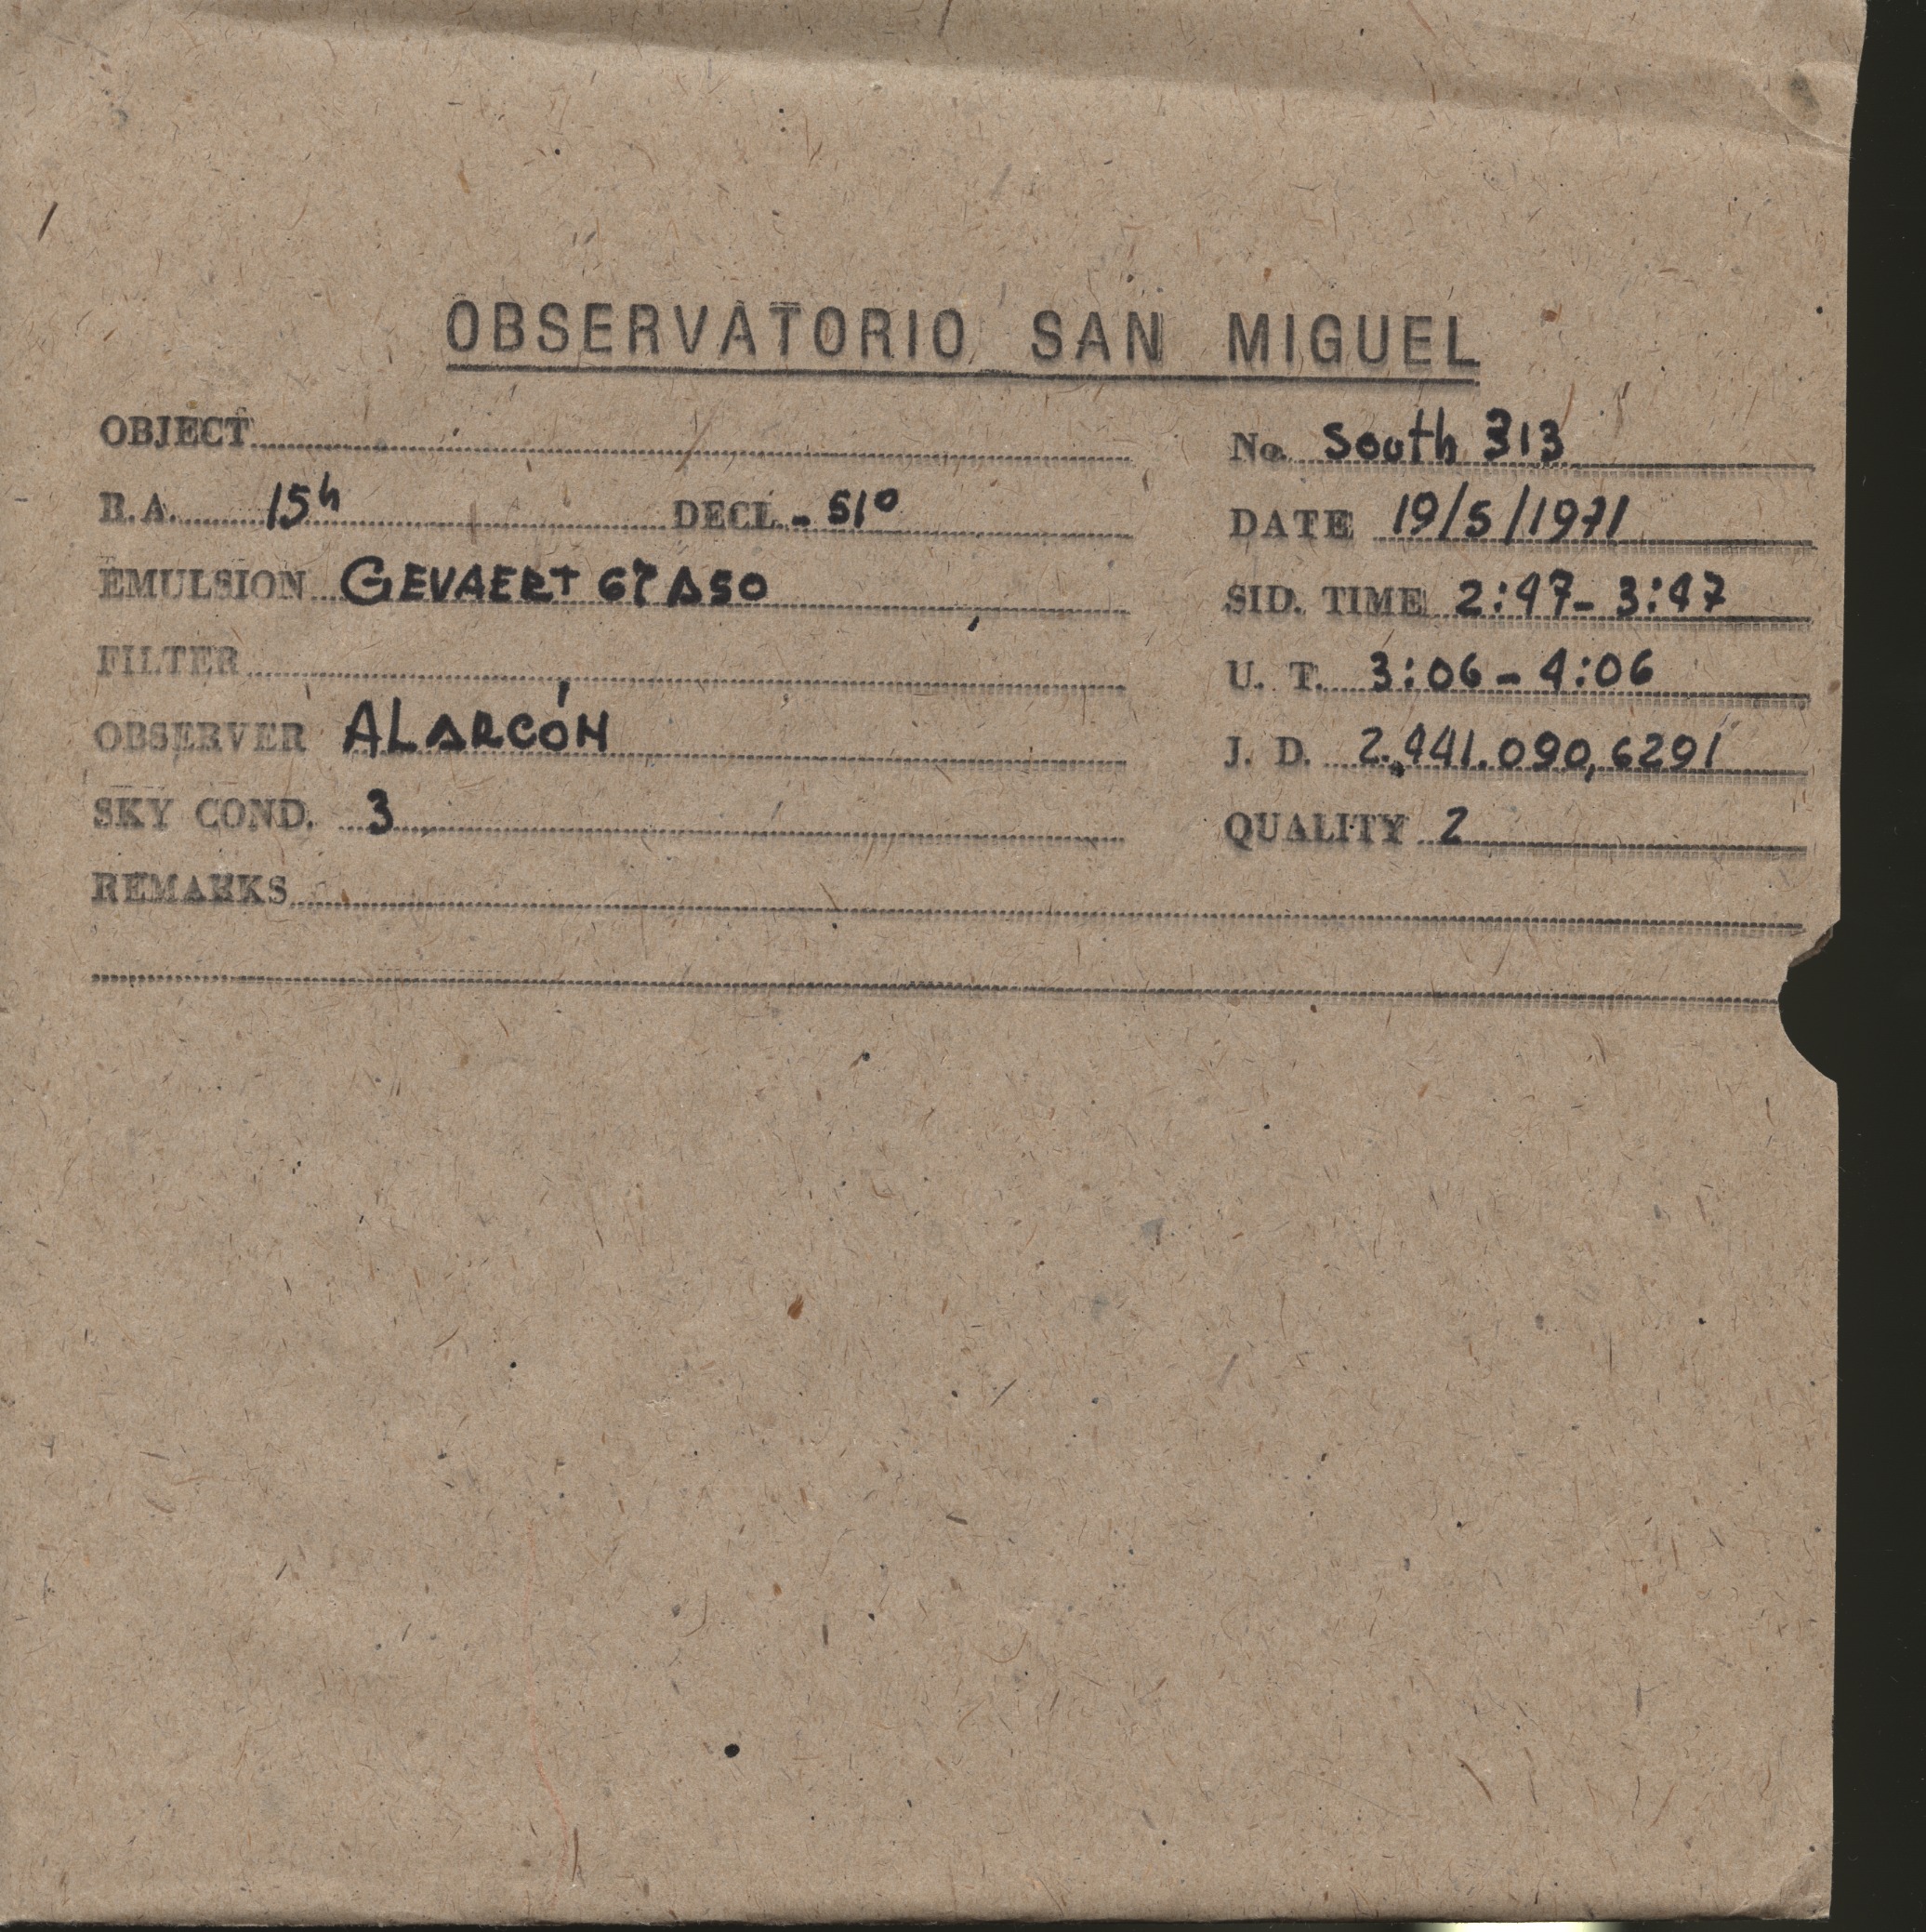 OBSERVATORIO SAN MIGUEL
OBJECT No. South 313
R.A. 15h DECL. - 51° DATE 19/5/1971
EMULSION GEVAERT 67A50 SID. TIME 2:47 - 3:47
FILTER U. T. 3:06 - 4:06
OBSERVER ALARCÓN J. D. 2.441.090,6291
SKY COND. 3 QUALITY 2
REMARKS